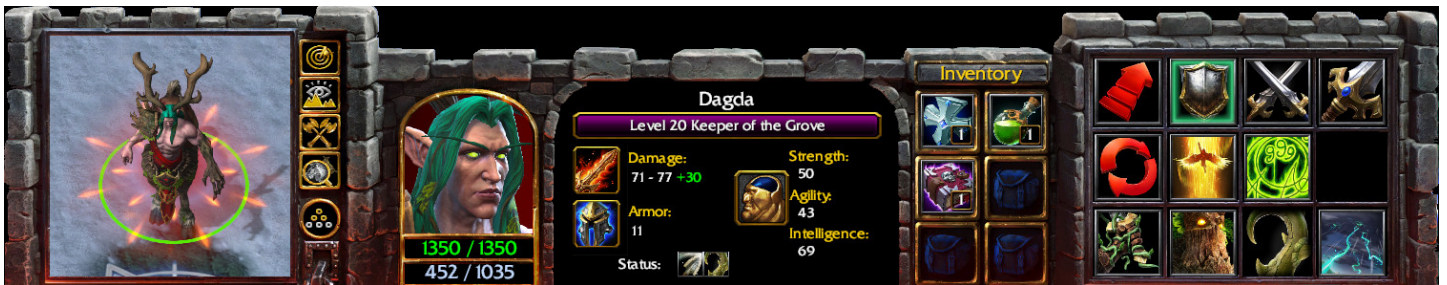 Dagda
Level 20 Keeper of the Grove
Damage:
71 - 77 +30
Armor:
11
Status:
Strength:
50
Agility:
43
Intelligence:
69
1350 / 1350
452 / 1035
Inventory
1
1
1